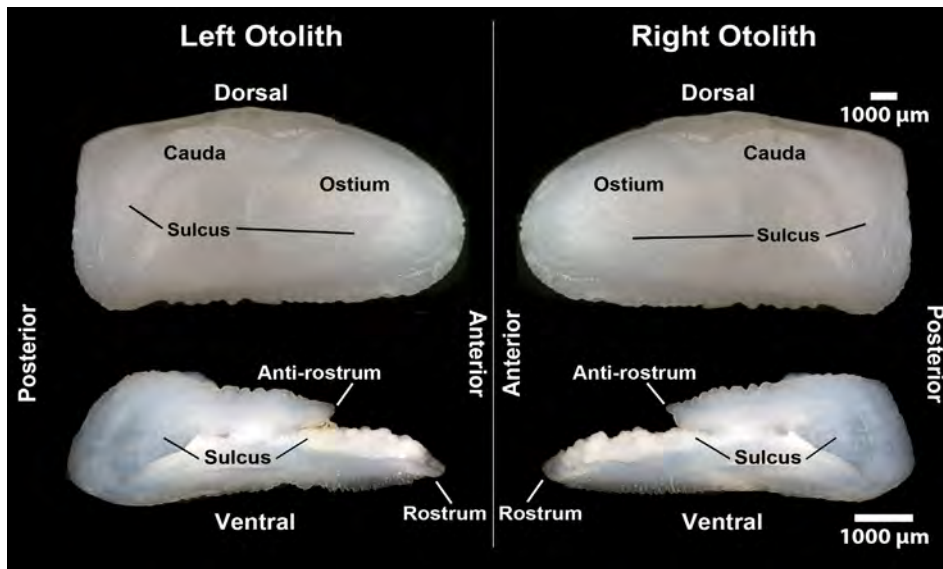 Left Otolith
Right Otolith
Dorsal
Dorsal
1000 µm
Cauda
Cauda
Ostium
Ostium
Sulcus
Sulcus
Posterior
Anterior
Anterior
Posterior
Anti-rostrum
Anti-rostrum
Sulcus
Sulcus
Rostrum
Rostrum
Ventral
Ventral
1000 µm